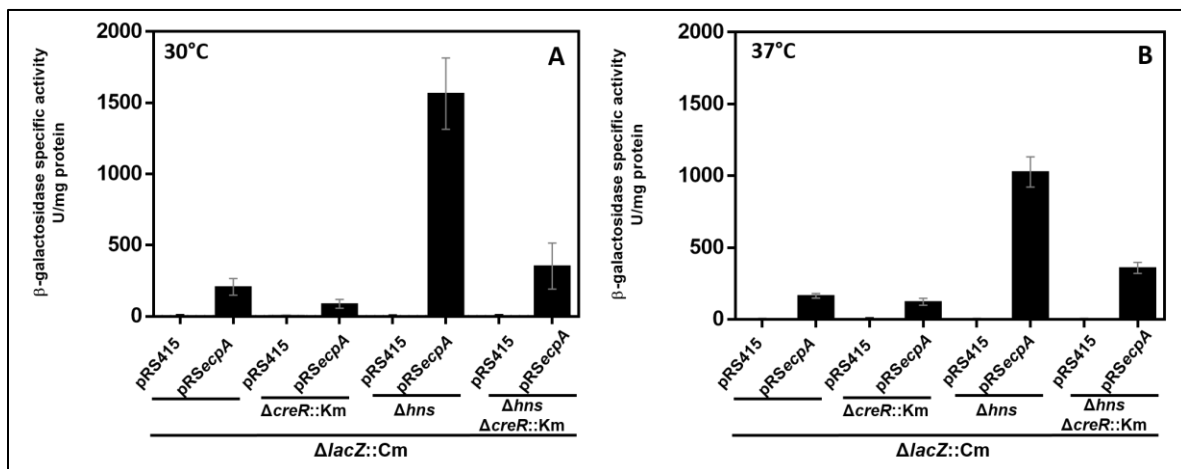 30°C
A
β-galactosidase specific activity
U/mg protein
2000
1500
1000
500
0
pRS415
pRSecpA
pRS415
pRSecpA
pRS415
pRSecpA
pRS415
pRSecpA
ΔcreR::Km
Δhns
Δhns
ΔcreR::Km
ΔlacZ::Cm
37°C
B
β-galactosidase specific activity
U/mg protein
2000
1500
1000
500
0
pRS415
pRSecpA
pRS415
pRSecpA
pRS415
pRSecpA
pRS415
pRSecpA
ΔcreR::Km
Δhns
Δhns
ΔcreR::Km
ΔlacZ::Cm